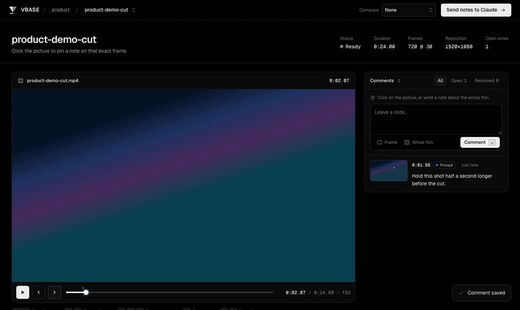 VBASE / product / product-demo-cut
Compare None
Send notes to Claude →
product-demo-cut
Click the picture to pin a note on that exact frame.
Status Duration Frames Resolution Open notes
Ready 0:24.00 720 @ 30 1920×1080 1
product-demo-cut.mp4 0:02.07
Comments 1 All Open 1 Resolved 0
Click on the picture, or write a note about the whole film.
Leave a note…
Frame Whole film Comment
0:01.90 Pinned just now
Hold this shot half a second longer
before the cut.
0:02.07 / 0:24.00 · f62
Comment saved